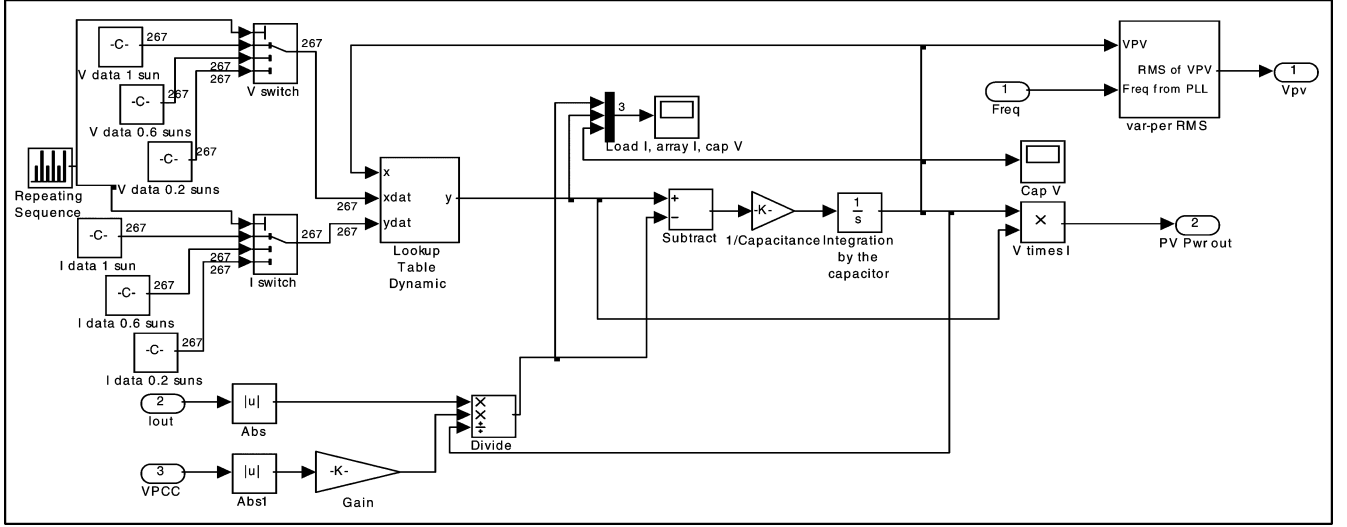 -C-
267
V data 1 sun
-C-
267
V data 0.6 suns
-C-
267
V data 0.2 suns
267
267
267
V switch
Repeating
Sequence
-C-
267
I data 1 sun
-C-
267
I data 0.6 suns
-C-
267
I data 0.2 suns
267
267
267
I switch
267
267
x
xdat
ydat
y
Lookup
Table
Dynamic
3
Load I, array I, cap V
+
−
Subtract
-K-
1/Capacitance
1
s
Integration
by the
capacitor
1
Freq
VPV
RMS of VPV
Freq from PLL
var-per RMS
1
Vpv
Cap V
×
V times I
2
PV Pwr out
2
Iout
|u|
Abs
3
VPCC
|u|
Abs1
-K-
Gain
×
×
÷
Divide